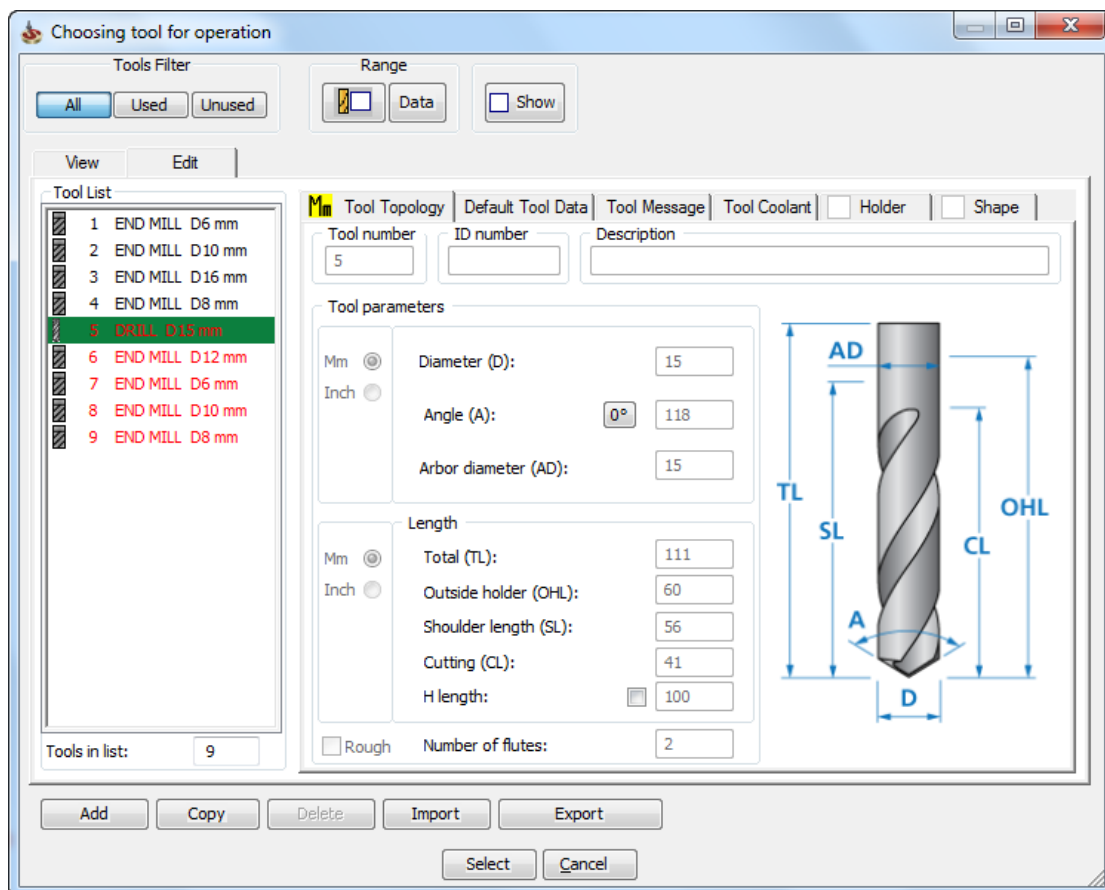 Choosing tool for operation
Tools Filter
All Used Unused
Range
Data
Show
View Edit
Tool List
1 END MILL D6 mm
2 END MILL D10 mm
3 END MILL D16 mm
4 END MILL D8 mm
5 DRILL D15 mm
6 END MILL D12 mm
7 END MILL D6 mm
8 END MILL D10 mm
9 END MILL D8 mm
Tools in list: 9
Mm Tool Topology Default Tool Data Tool Message Tool Coolant Holder Shape
Tool number ID number Description
5
Tool parameters
Mm
Inch
Diameter (D): 15
Angle (A): 0° 118
Arbor diameter (AD): 15
Length
Mm
Inch
Total (TL): 111
Outside holder (OHL): 60
Shoulder length (SL): 56
Cutting (CL): 41
H length: 100
Rough Number of flutes: 2
AD
TL
SL
OHL
CL
A
D
Add Copy Delete Import Export
Select Cancel